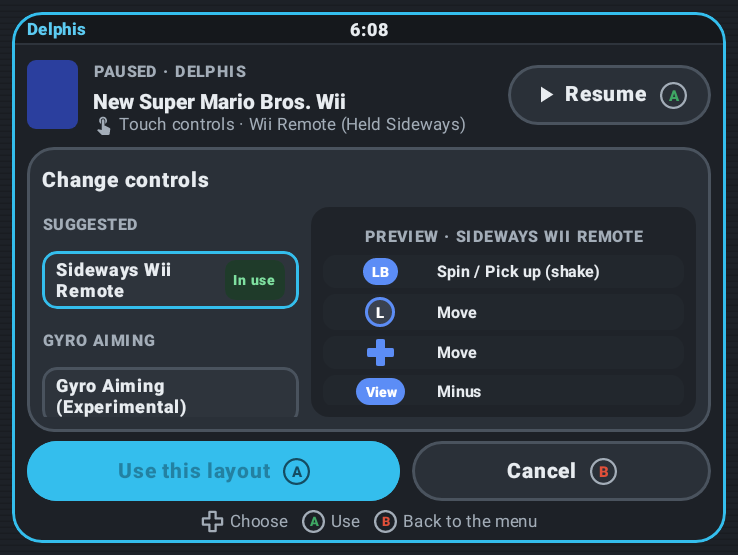 Delphis
6:08
PAUSED · DELPHIS
New Super Mario Bros. Wii
Touch controls · Wii Remote (Held Sideways)
Resume A
Change controls
SUGGESTED
Sideways Wii
Remote
In use
GYRO AIMING
Gyro Aiming
(Experimental)
PREVIEW · SIDEWAYS WII REMOTE
LB Spin / Pick up (shake)
L Move
Move
View Minus
Use this layout A
Cancel B
Choose A Use B Back to the menu